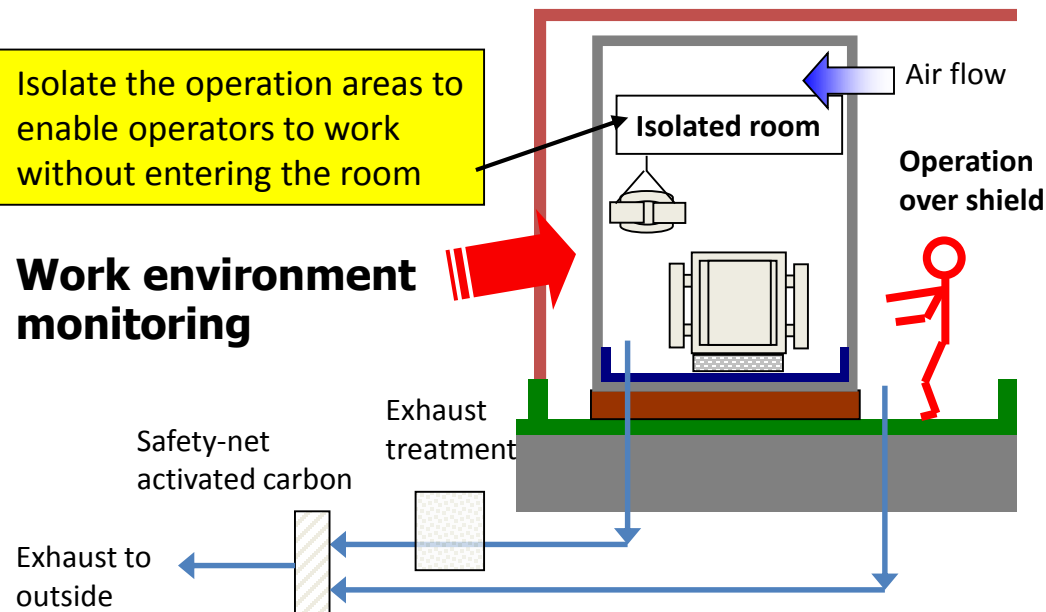 Isolate the operation areas to
enable operators to work
without entering the room
Air flow
Isolated room
Operation
over shield
Work environment
monitoring
Exhaust
treatment
Safety-net
activated carbon
Exhaust to
outside